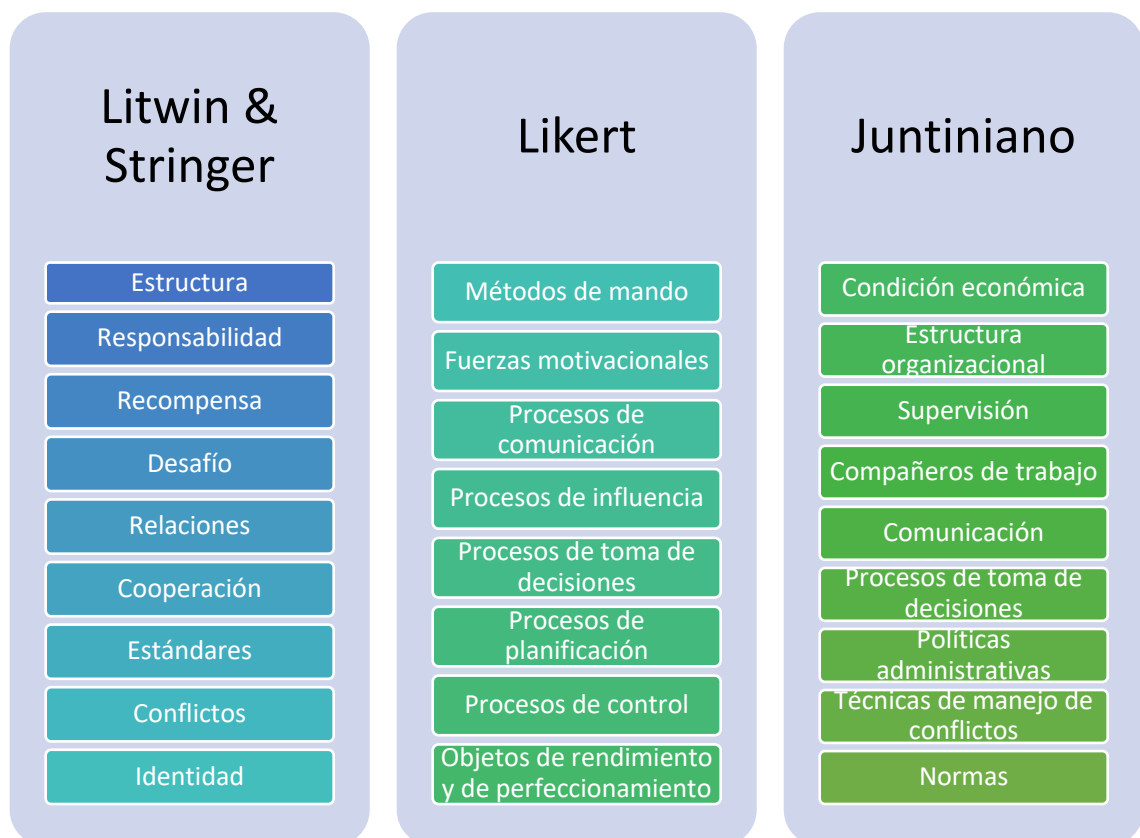 Litwin &
Stringer
Estructura
Responsabilidad
Recompensa
Desafío
Relaciones
Cooperación
Estándares
Conflictos
Identidad
Likert
Métodos de mando
Fuerzas motivacionales
Procesos de
comunicación
Procesos de influencia
Procesos de toma de
decisiones
Procesos de
planificación
Procesos de control
Objetos de rendimiento
y de perfeccionamiento
Juntiniano
Condición económica
Estructura
organizacional
Supervisión
Compañeros de trabajo
Comunicación
Procesos de toma de
decisiones
Políticas
administrativas
Técnicas de manejo de
conflictos
Normas